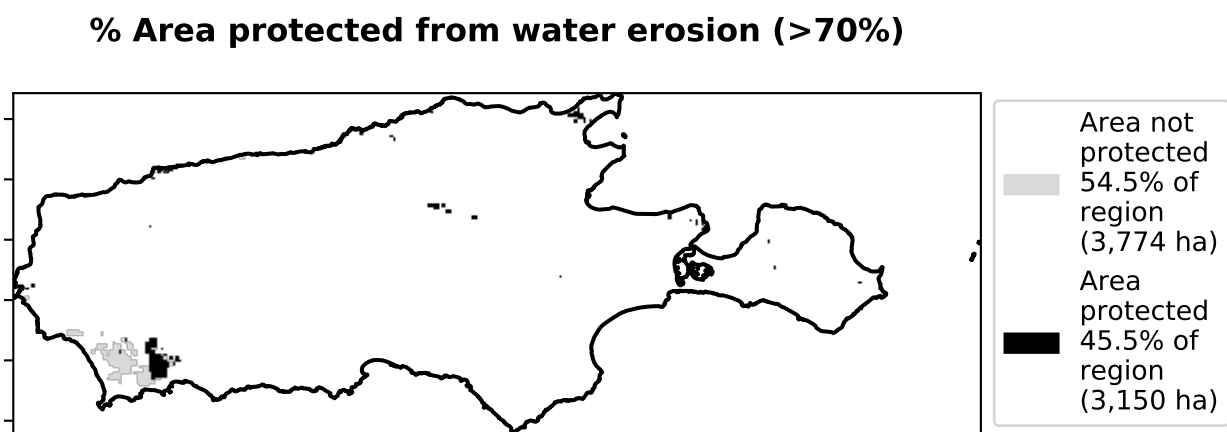 % Area protected from water erosion (>70%)
Area not
protected
54.5% of
region
(3,774 ha)
Area
protected
45.5% of
region
(3,150 ha)